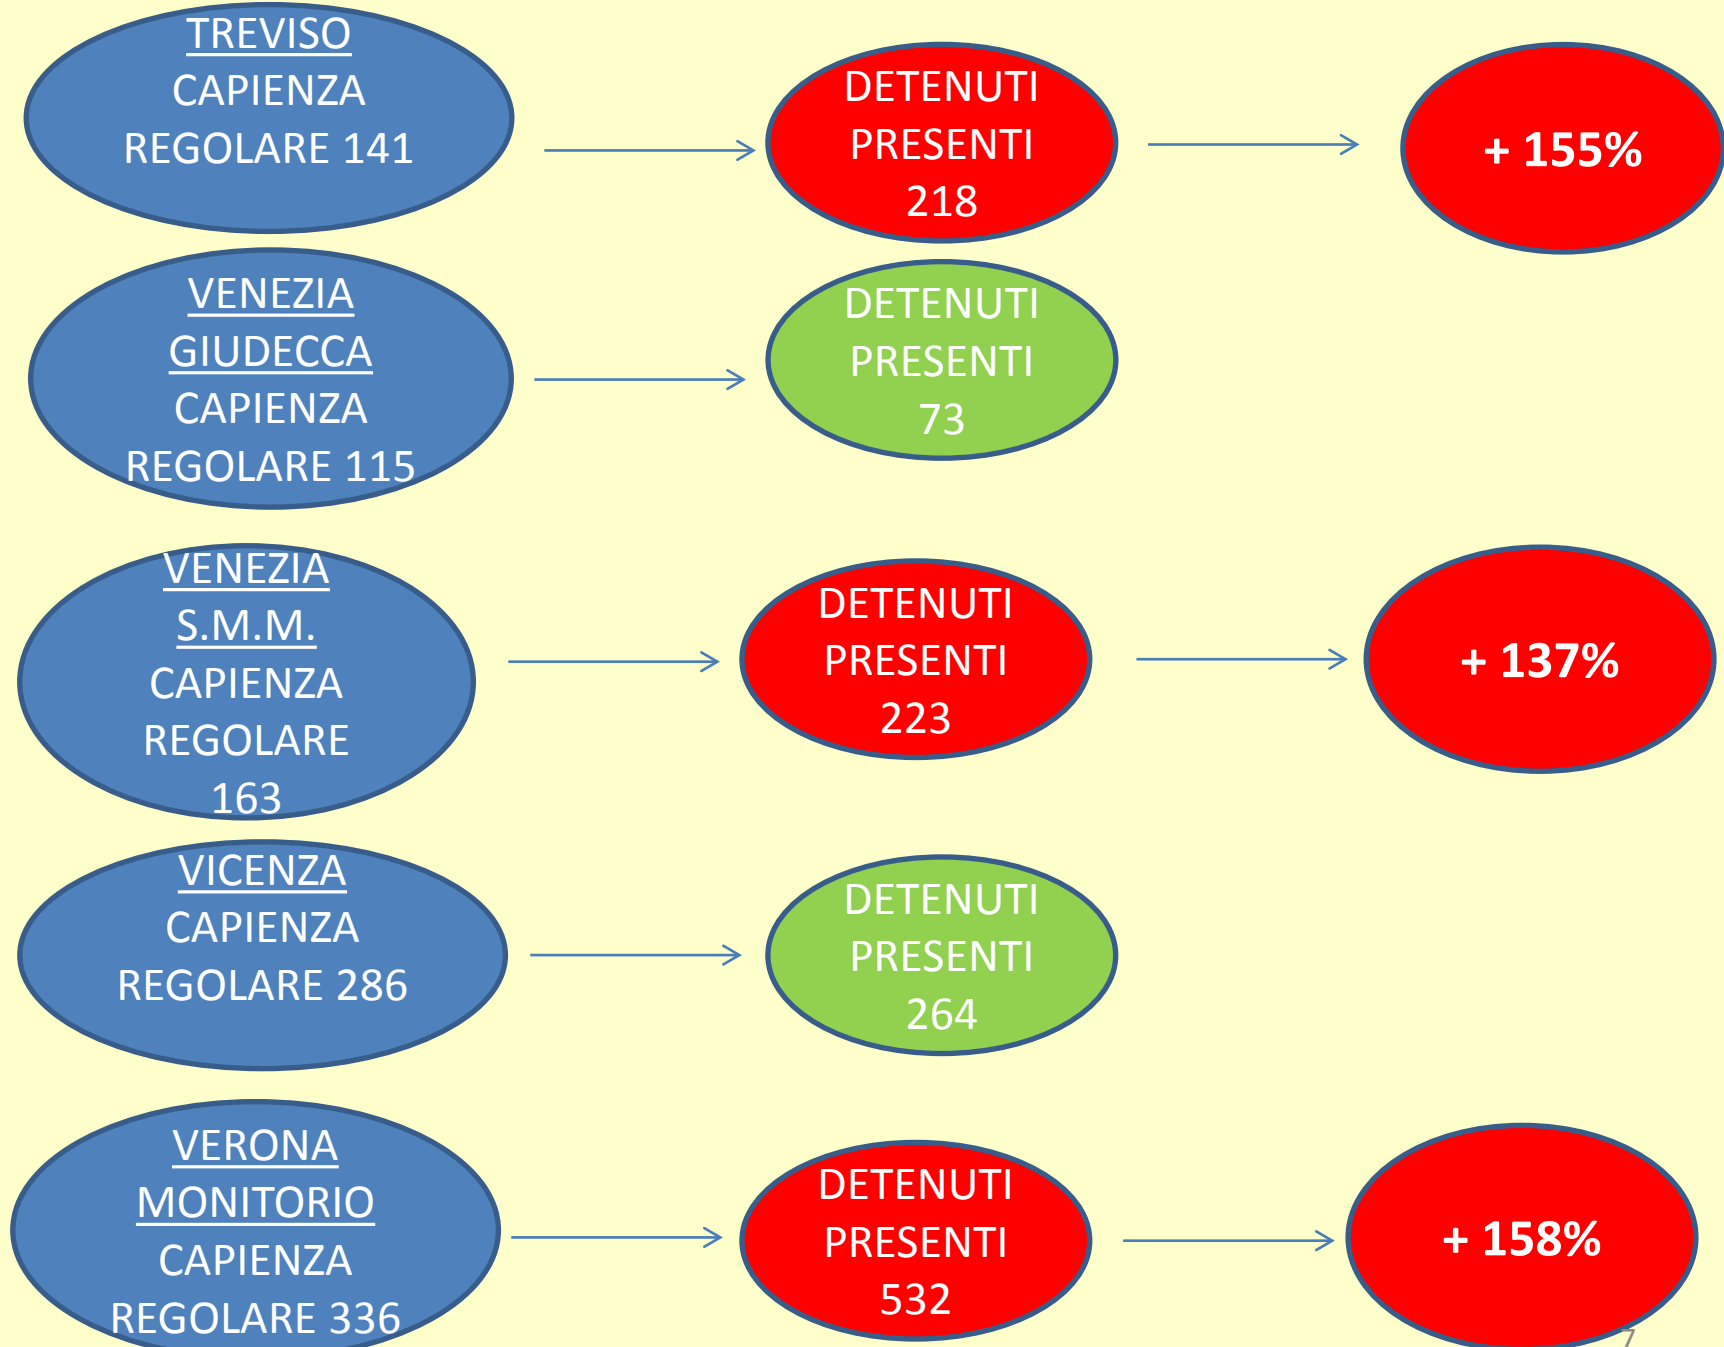 TREVISO
CAPIENZA
REGOLARE 141
DETENUTI
PRESENTI
218
+ 155%
VENEZIA
GIUDECCA
CAPIENZA
REGOLARE 115
DETENUTI
PRESENTI
73
VENEZIA
S.M.M.
CAPIENZA
REGOLARE
163
DETENUTI
PRESENTI
223
+ 137%
VICENZA
CAPIENZA
REGOLARE 286
DETENUTI
PRESENTI
264
VERONA
MONITORIO
CAPIENZA
REGOLARE 336
DETENUTI
PRESENTI
532
+ 158%
7